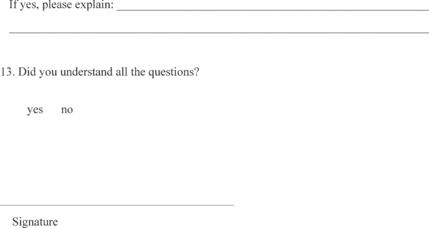 If yes, please explain:
13. Did you understand all the questions?
yes no
Signature